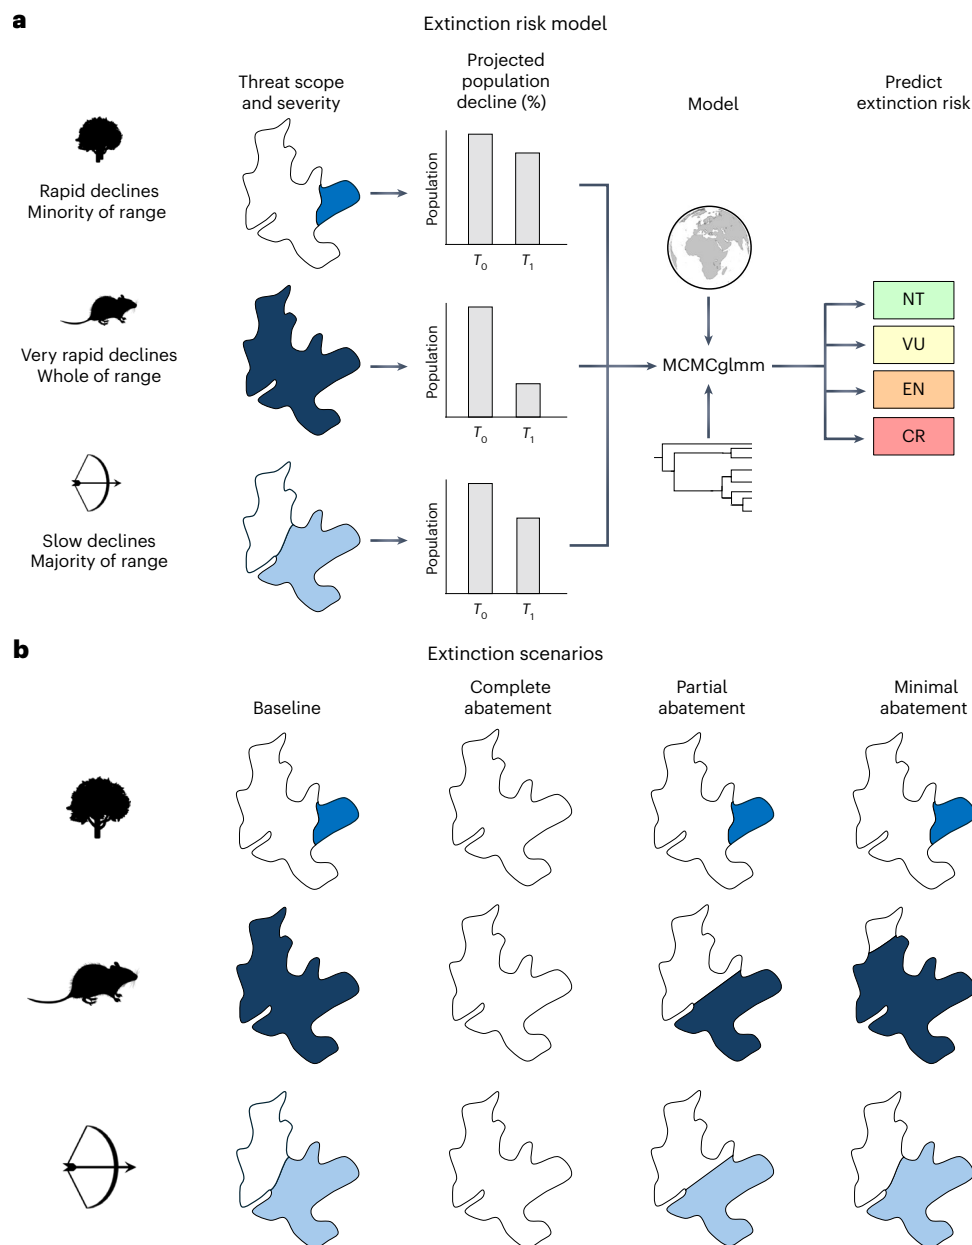 a
Extinction risk model
Threat scope
and severity
Projected
population
decline (%)
Model
Predict
extinction risk
Rapid declines
Minority of range
Population
T0
T1
Very rapid declines
Whole of range
Population
T0
T1
MCMCglmm
NT
VU
EN
CR
Slow declines
Majority of range
Population
T0
T1
b
Extinction scenarios
Baseline
Complete
abatement
Partial
abatement
Minimal
abatement